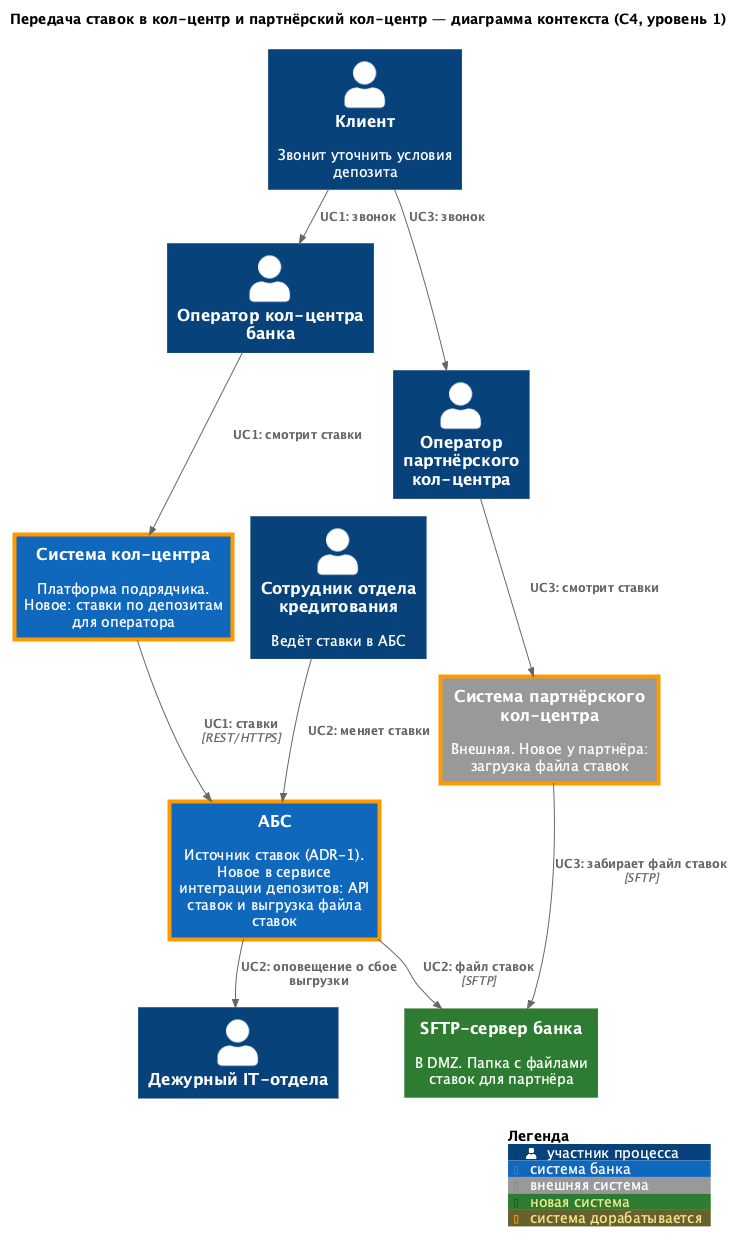 Передача ставок в кол-центр и партнёрский кол-центр — диаграмма контекста (C4, уровень 1)
Клиент
Звонит уточнить условия
депозита
UC1: звонок
UC3: звонок
Оператор кол-центра
банка
Оператор
партнёрского
кол-центра
UC1: смотрит ставки
Система кол-центра
Платформа подрядчика.
Новое: ставки по депозитам
для оператора
Сотрудник отдела
кредитования
Ведёт ставки в АБС
UC3: смотрит ставки
Система партнёрского
кол-центра
Внешняя. Новое у партнёра:
загрузка файла ставок
UC1: ставки
[REST/HTTPS]
UC2: меняет ставки
АБС
Источник ставок (ADR-1).
Новое в сервисе
интеграции депозитов: API
ставок и выгрузка файла
ставок
UC3: забирает файл ставок
[SFTP]
UC2: оповещение о сбое
выгрузки
UC2: файл ставок
[SFTP]
Дежурный IT-отдела
SFTP-сервер банка
В DMZ. Папка с файлами
ставок для партнёра
Легенда
участник процесса
система банка
внешняя система
новая система
система дорабатывается